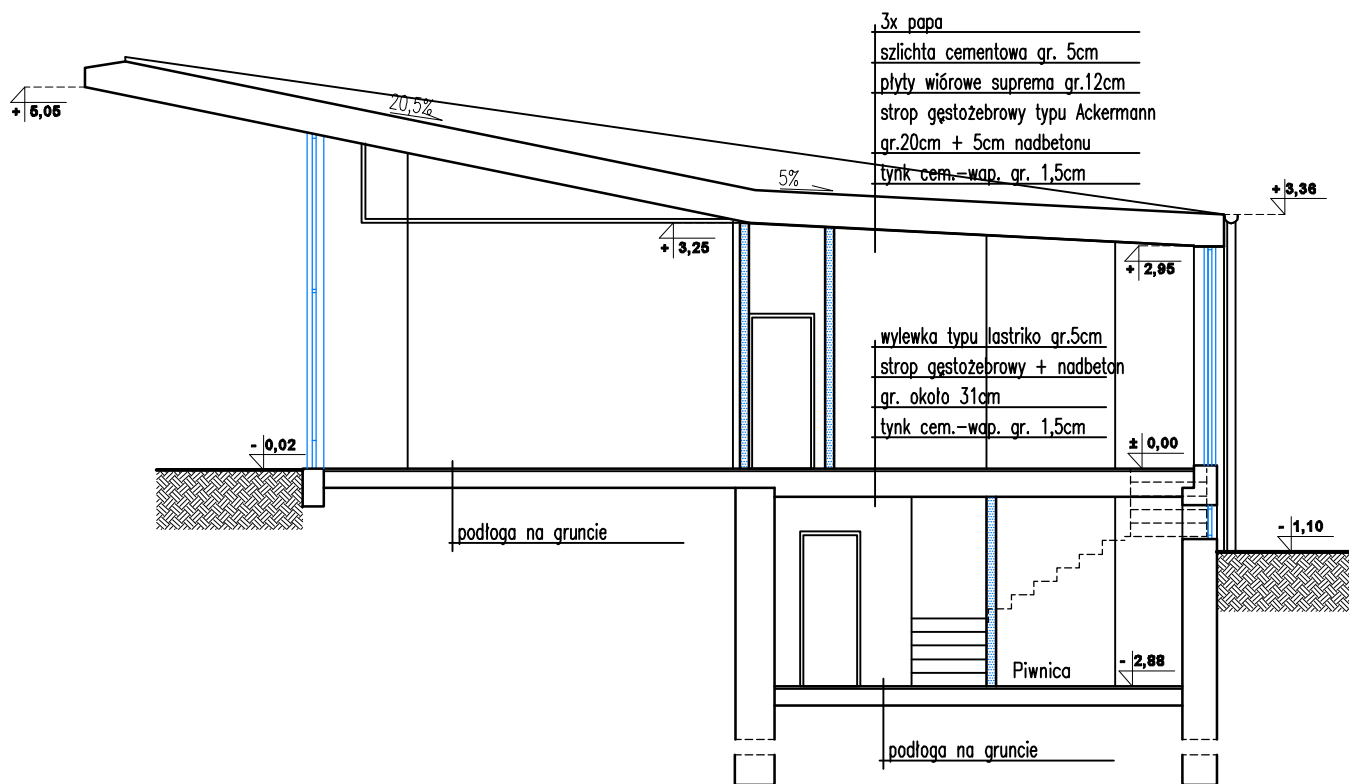 3x papa
szlichta cementowa gr. 5cm
płyty wiórowe suprema gr.12cm
strop gęstożebrowy typu Ackermann
gr.20cm + 5cm nadbetonu
tynk cem.-wap. gr. 1,5cm
+ 5,05
20,5%
5%
+ 3,36
+ 3,25
+ 2,95
wylewka typu lastriko gr.5cm
strop gęstożebrowy + nadbeton
gr. około 31cm
tynk cem.-wap. gr. 1,5cm
- 0,02
± 0,00
podłoga na gruncie
- 1,10
Piwnica
- 2,88
podłoga na gruncie